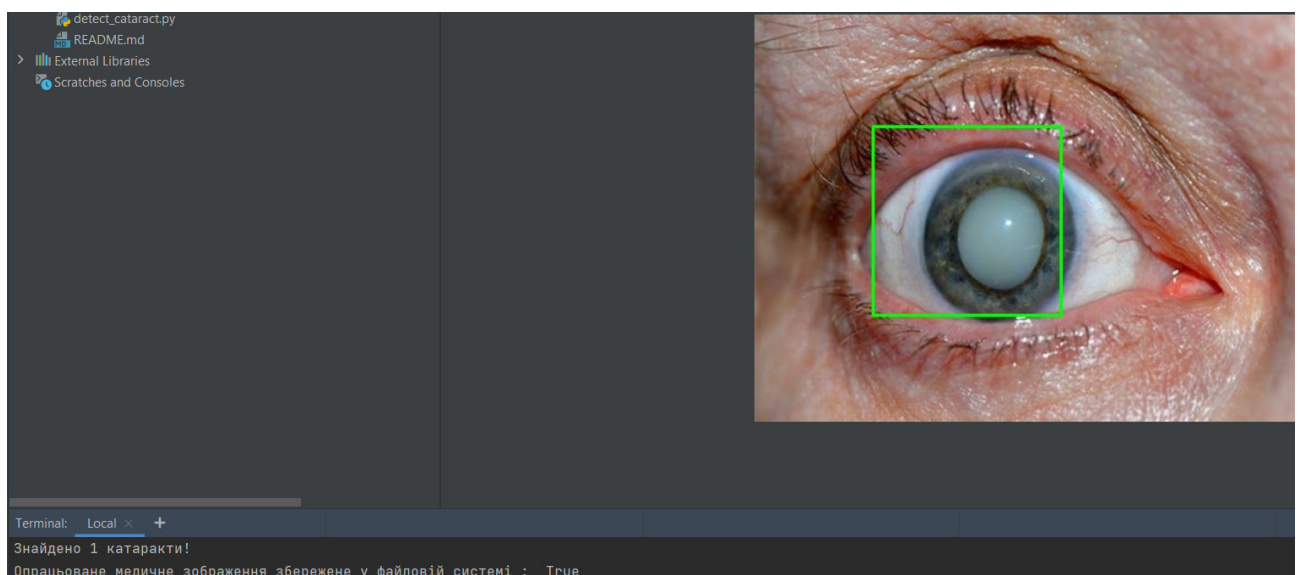 detect_cataract.py
README.md
External Libraries
Scratches and Consoles
Terminal: Local × +
Знайдено 1 катаракти!
Опрацьоване медичне зображення збережене у файловій системі : True